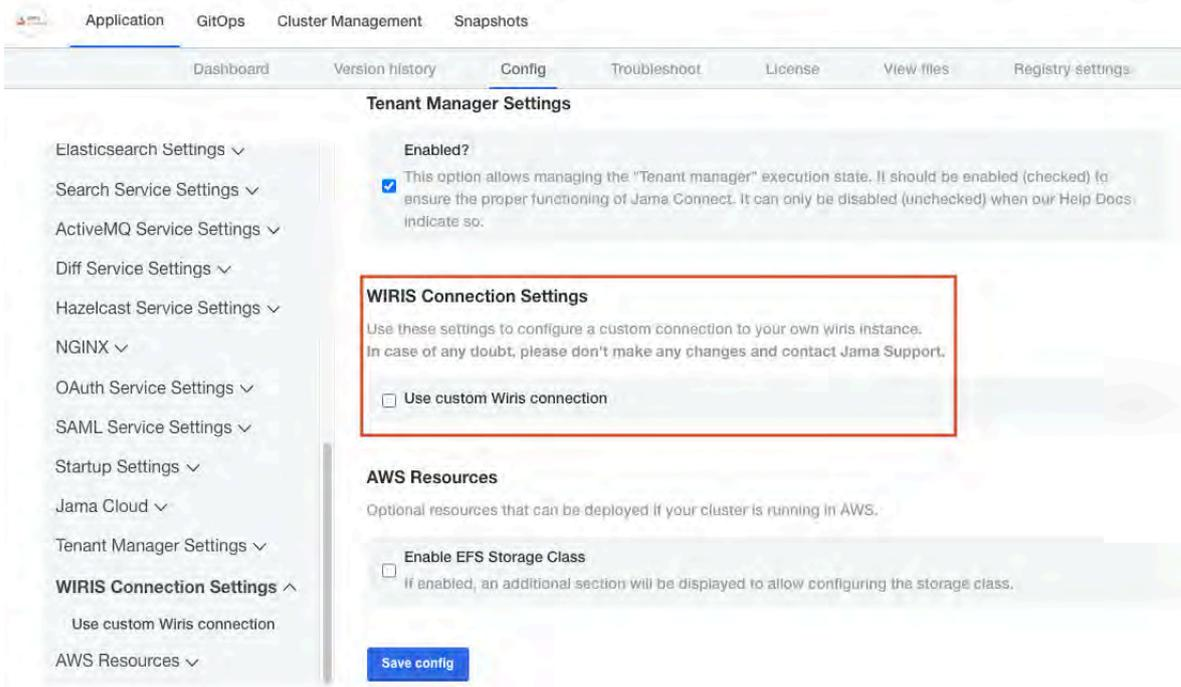 Application GitOps Cluster Management Snapshots
Dashboard Version history Config Troubleshoot License View files Registry settings
Elasticsearch Settings
Search Service Settings
ActiveMQ Service Settings
Diff Service Settings
Hazelcast Service Settings
NGINX
OAuth Service Settings
SAML Service Settings
Startup Settings
Jama Cloud
Tenant Manager Settings
WIRIS Connection Settings
Use custom Wiris connection
AWS Resources
Tenant Manager Settings
Enabled?
This option allows managing the "Tenant manager" execution state. It should be enabled (checked) to
ensure the proper functioning of Jama Connect. It can only be disabled (unchecked) when our Help Docs
indicate so.
WIRIS Connection Settings
Use these settings to configure a custom connection to your own wiris instance.
In case of any doubt, please don't make any changes and contact Jama Support.
Use custom Wiris connection
AWS Resources
Optional resources that can be deployed if your cluster is running in AWS.
Enable EFS Storage Class
If enabled, an additional section will be displayed to allow configuring the storage class.
Save config